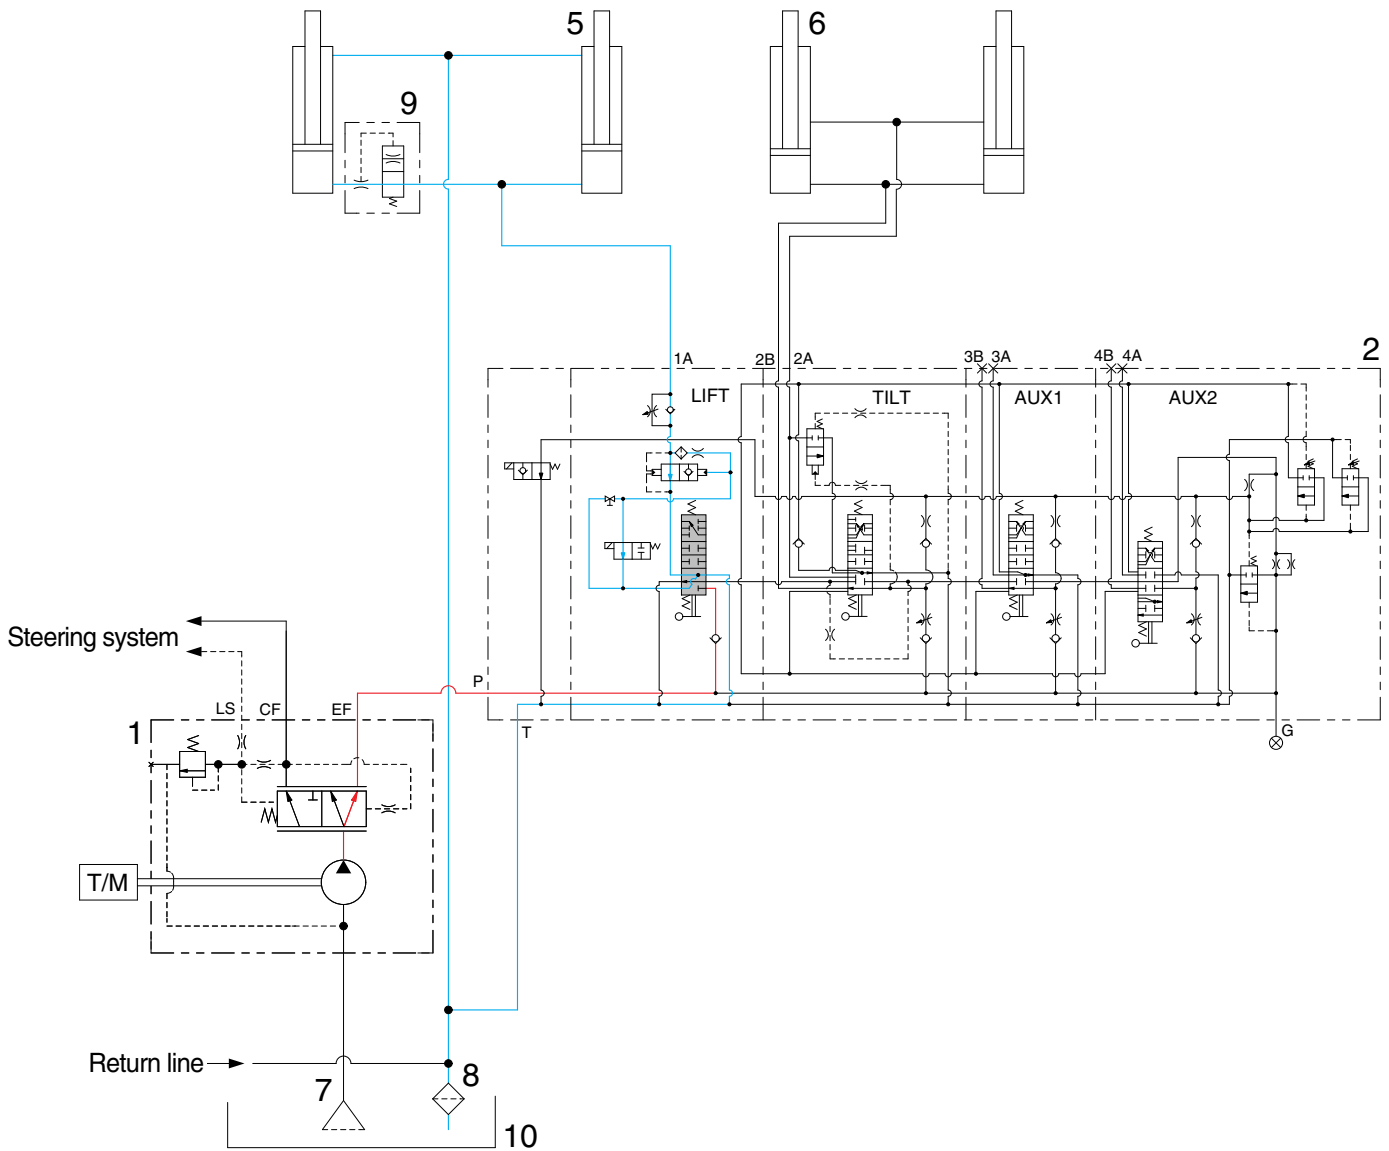 5
6
9
2
1A
2B
2A
3B
3A
4B
4A
LIFT
TILT
AUX1
AUX2
Steering system
P
LS
CF
EF
T
G
1
T/M
Return line
7
8
10